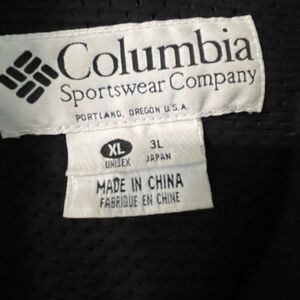 Columbia
Sportswear Company
PORTLAND, OREGON U.S.A.
XL 3L
UNISEX JAPAN
MADE IN CHINA
FABRIQUE EN CHINE